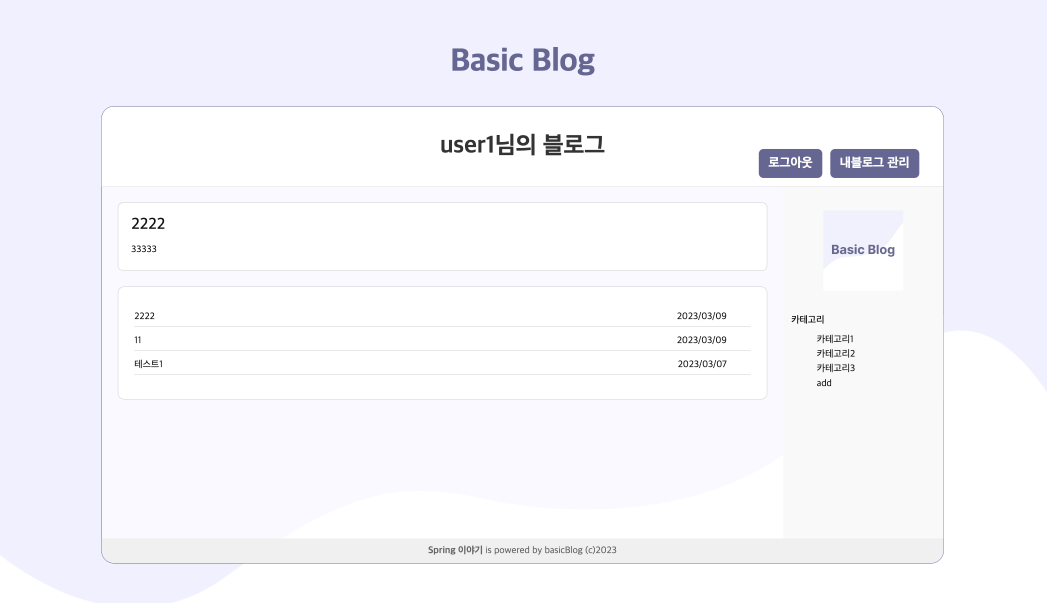 Basic Blog
user1님의 블로그
로그아웃 내블로그 관리
2222
33333
2222 2023/03/09
11 2023/03/09
테스트1 2023/03/07
Basic Blog
카테고리
카테고리1
카테고리2
카테고리3
add
Spring 이야기 is powered by basicBlog (c)2023